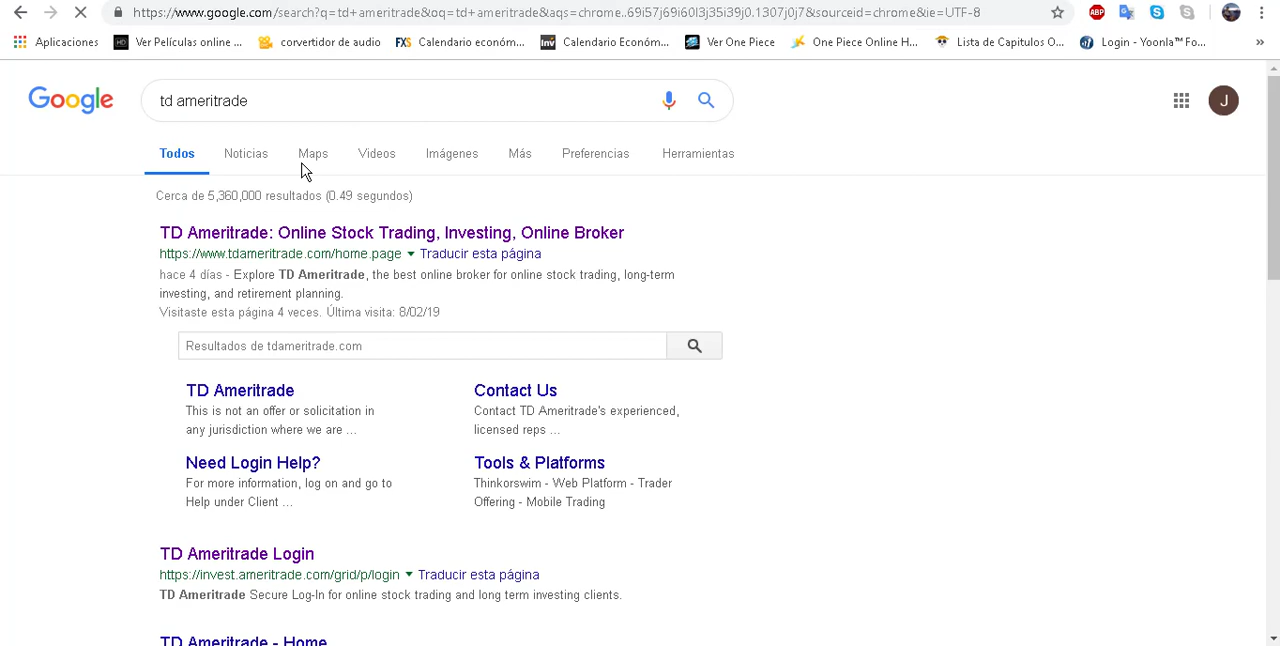 https://www.google.com/search?q=td+ameritrade&oq=td+ameritrade&aqs=chrome..69i57j69i60l3j35i39j0.1307j0j7&sourceid=chrome&ie=UTF-8
ABP
Aplicaciones
HD
Ver Películas online ...
convertidor de audio
FXS
Calendario económ...
Inv
Calendario Económ...
Ver One Piece
One Piece Online H...
Lista de Capitulos O...
Login - Yoonla™ Fo...
»
Google
td ameritrade
J
Todos
Noticias
Maps
Videos
Imágenes
Más
Preferencias
Herramientas
Cerca de 5,360,000 resultados (0.49 segundos)
TD Ameritrade: Online Stock Trading, Investing, Online Broker
https://www.tdameritrade.com/home.page Traducir esta página
hace 4 días - Explore TD Ameritrade, the best online broker for online stock trading, long-term
investing, and retirement planning.
Visitaste esta página 4 veces. Última visita: 8/02/19
Resultados de tdameritrade.com
TD Ameritrade
This is not an offer or solicitation in
any jurisdiction where we are ...
Contact Us
Contact TD Ameritrade's experienced,
licensed reps ...
Need Login Help?
For more information, log on and go to
Help under Client ...
Tools & Platforms
Thinkorswim - Web Platform - Trader
Offering - Mobile Trading
TD Ameritrade Login
https://invest.ameritrade.com/grid/p/login Traducir esta página
TD Ameritrade Secure Log-In for online stock trading and long term investing clients.
TD Ameritrade - Home